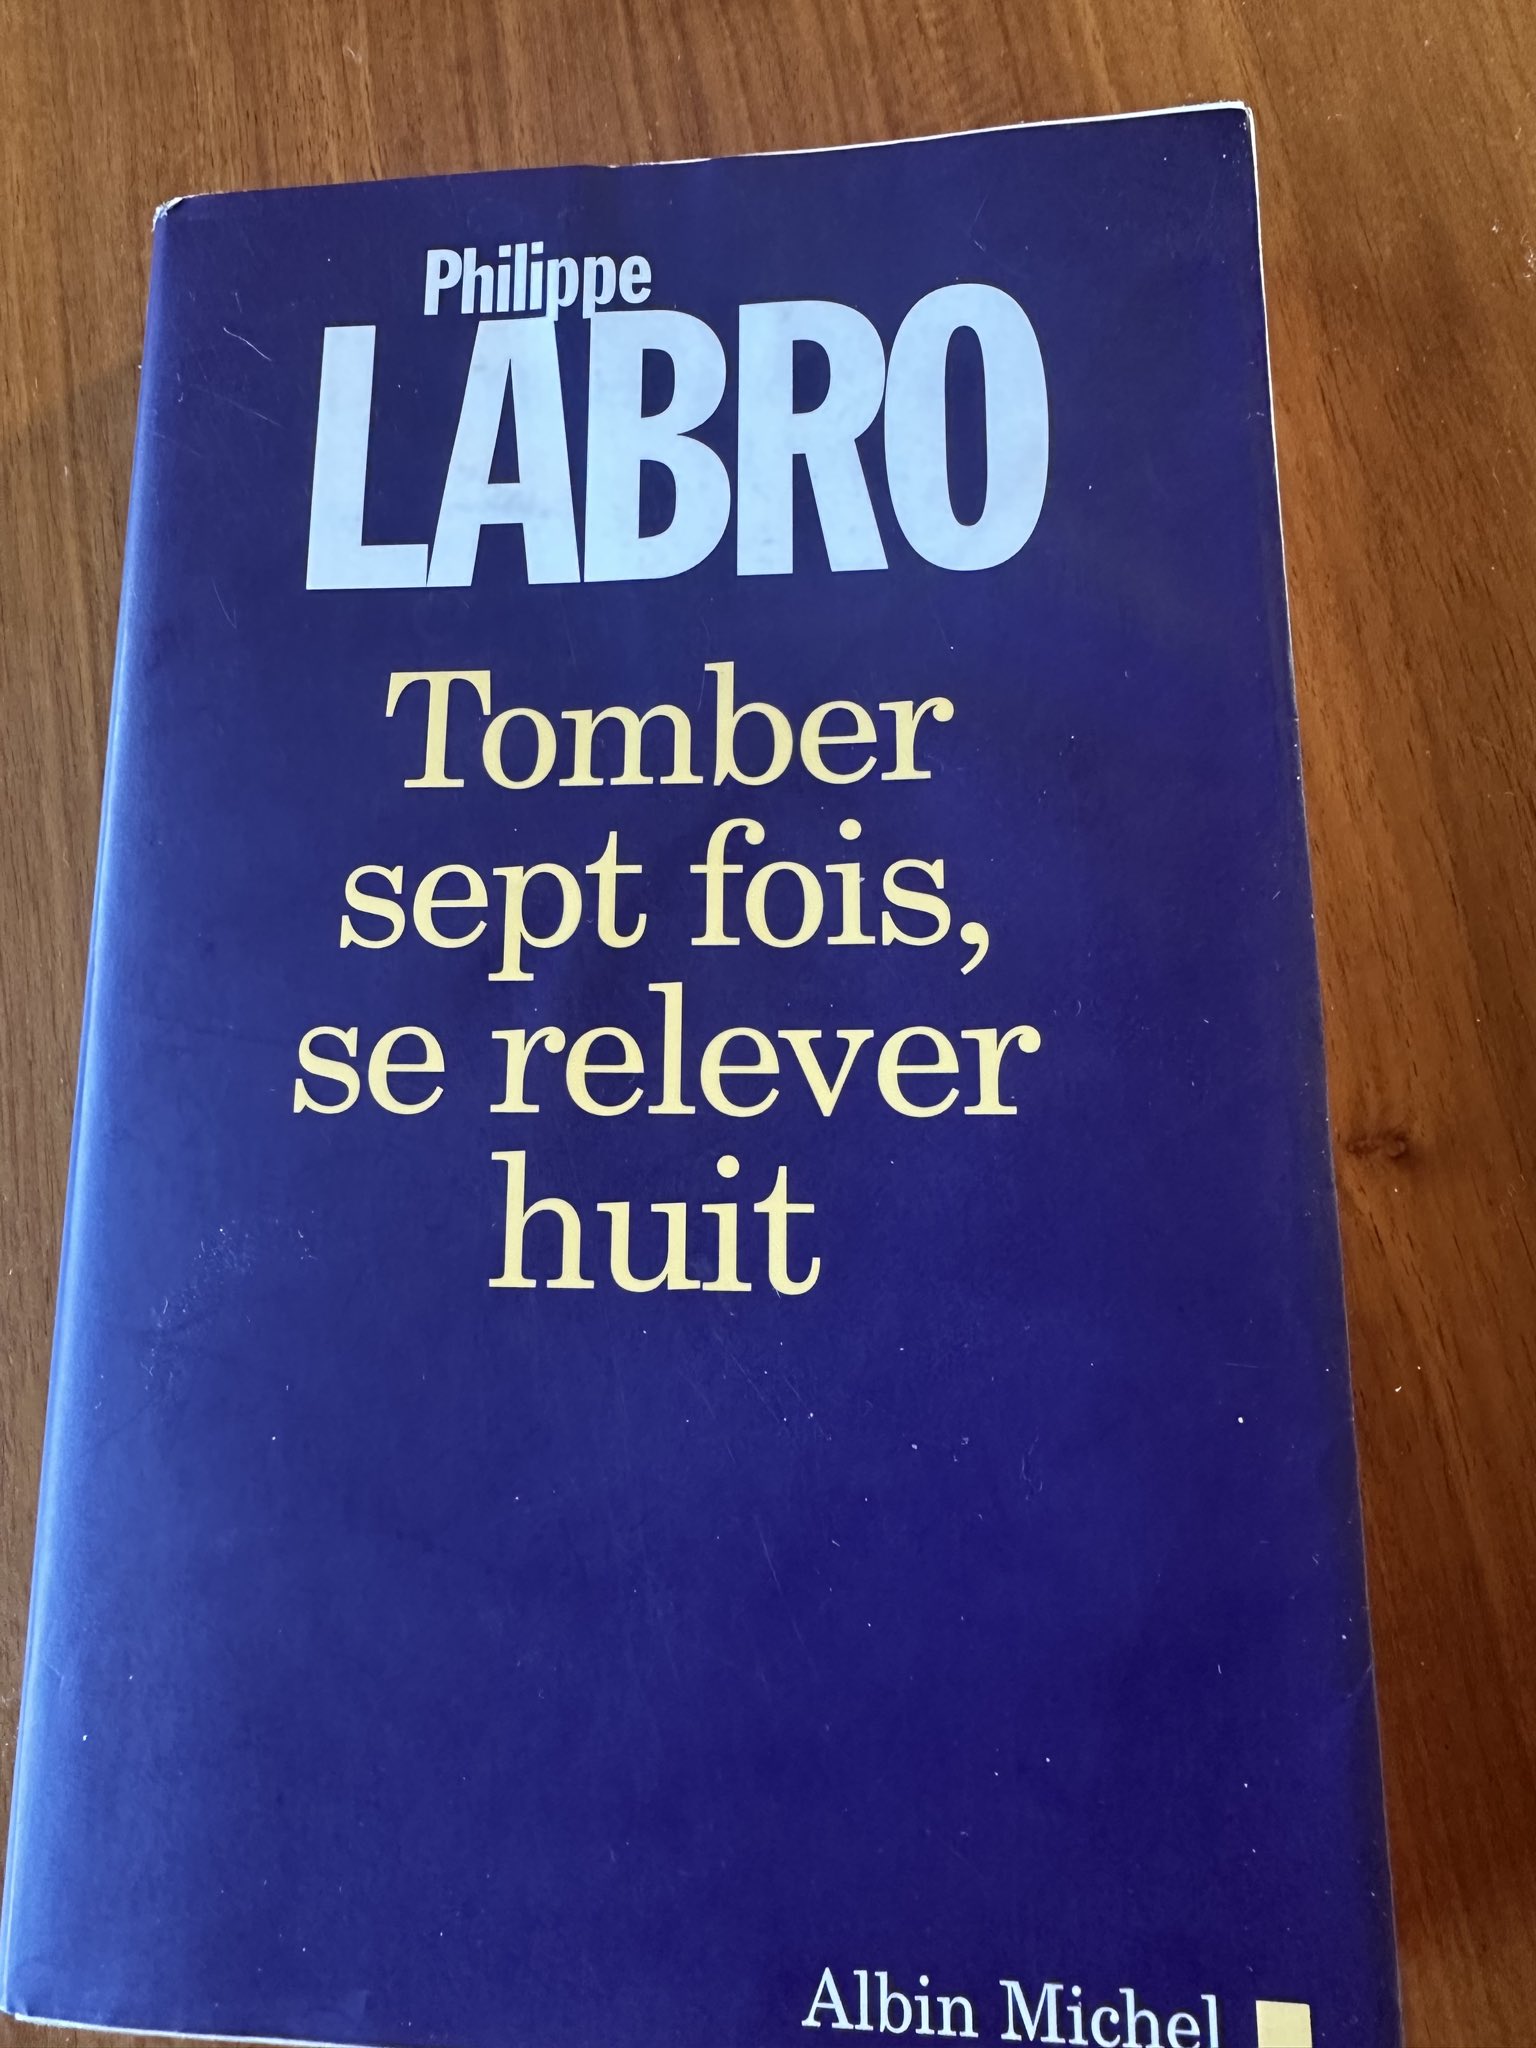 Philippe
LABRO
Tomber
sept fois,
se relever
huit
Albin Michel